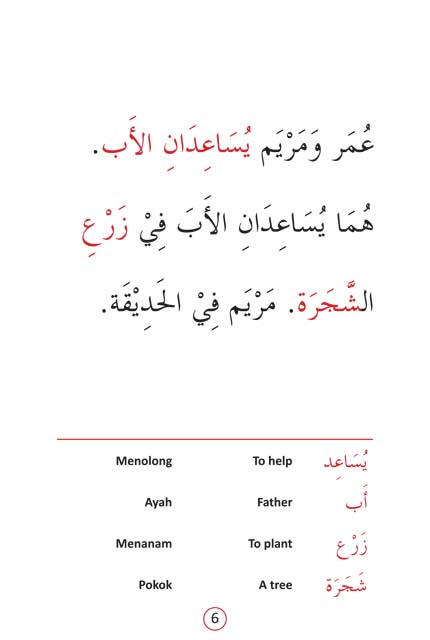 عُمَر وَمَرْيَم يُسَاعِدَانِ الأَب.
هُمَا يُسَاعِدَانِ الأَبَ فِيْ زَرْعِ
الشَّجَرَة. مَرْيَم فِيْ الحَدِيْقَة.
يُسَاعِد To help Menolong
أَب Father Ayah
زَرْع To plant Menanam
شَجَرَة A tree Pokok
6